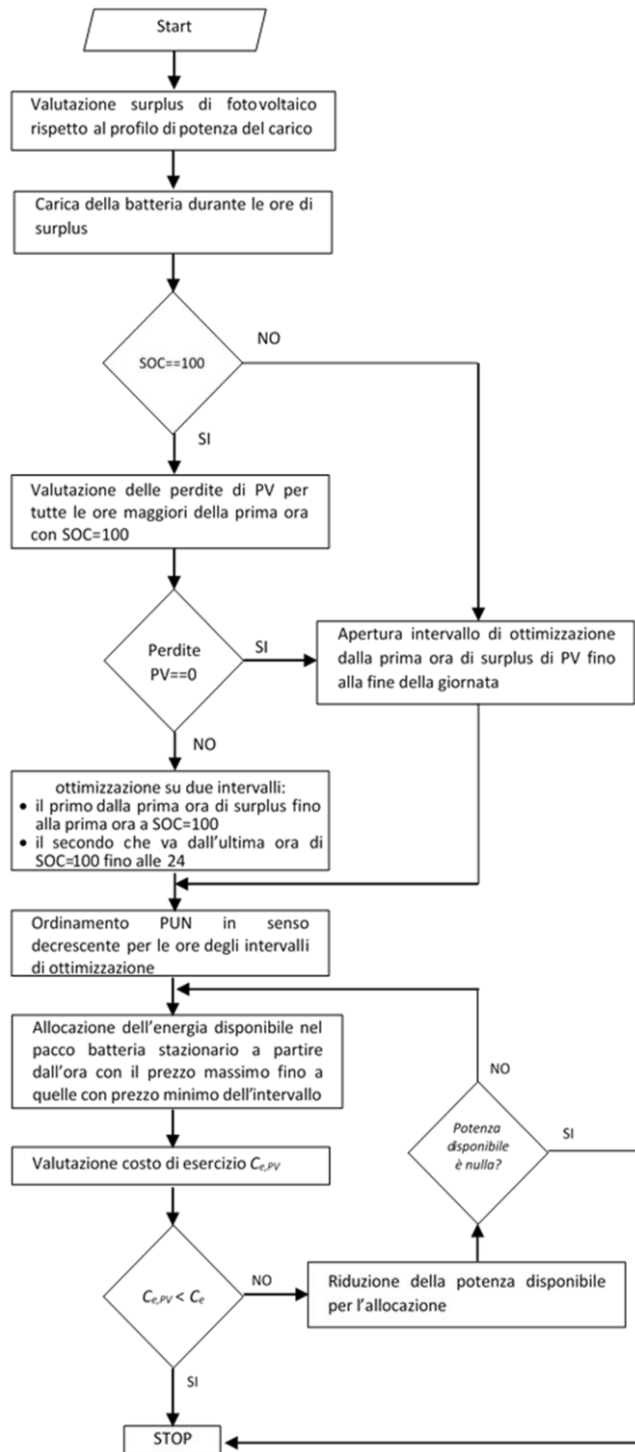 Start
Valutazione surplus di fotovoltaico
rispetto al profilo di potenza del carico
Carica della batteria durante le ore di
surplus
SOC==100
NO
SI
Valutazione delle perdite di PV per
tutte le ore maggiori della prima ora
con SOC=100
Perdite
PV==0
SI
Apertura intervallo di ottimizzazione
dalla prima ora di surplus di PV fino
alla fine della giornata
NO
ottimizzazione su due intervalli:
• il primo dalla prima ora di surplus fino
alla prima ora a SOC=100
• il secondo che va dall'ultima ora di
SOC=100 fino alle 24
Ordinamento PUN in senso
decrescente per le ore degli intervalli
di ottimizzazione
Allocazione dell'energia disponibile nel
pacco batteria stazionario a partire
dall'ora con il prezzo massimo fino a
quelle con prezzo minimo dell'intervallo
NO
Potenza
disponibile
è nulla?
SI
Valutazione costo di esercizio Ce,PV
Ce,PV < Ce
NO
Riduzione della potenza disponibile
per l'allocazione
SI
STOP